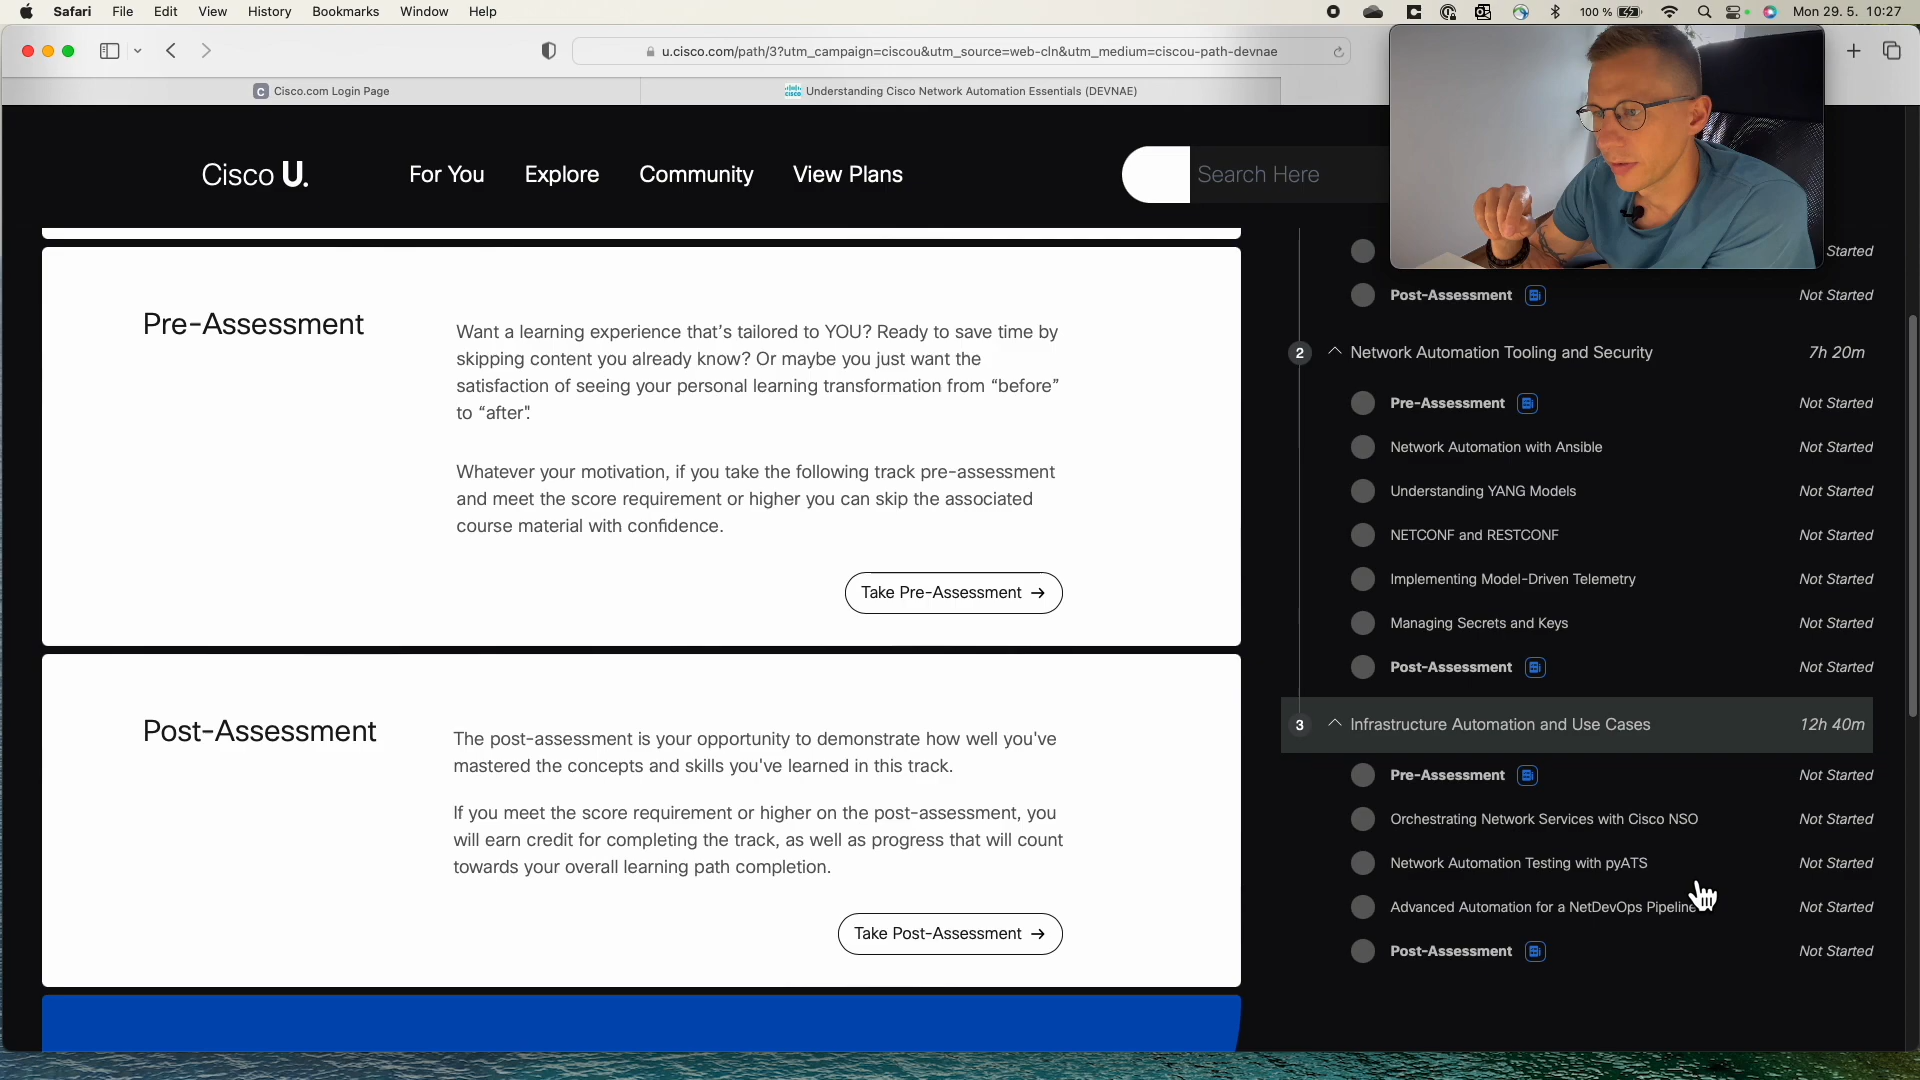 Safari File Edit View History Bookmarks Window Help 100 % Mon 29. 5. 10:27
u.cisco.com/path/3?utm_campaign=ciscou&utm_source=web-cln&utm_medium=ciscou-path-devnae
C Cisco.com Login Page
Understanding Cisco Network Automation Essentials (DEVNAE)
Cisco U. For You Explore Community View Plans Search Here
Pre-Assessment
Want a learning experience that's tailored to YOU? Ready to save time by
skipping content you already know? Or maybe you just want the
satisfaction of seeing your personal learning transformation from “before”
to “after”.
Whatever your motivation, if you take the following track pre-assessment
and meet the score requirement or higher you can skip the associated
course material with confidence.
Take Pre-Assessment →
Post-Assessment
The post-assessment is your opportunity to demonstrate how well you've
mastered the concepts and skills you've learned in this track.
If you meet the score requirement or higher on the post-assessment, you
will earn credit for completing the track, as well as progress that will count
towards your overall learning path completion.
Take Post-Assessment →
Started
Post-Assessment Not Started
2 Network Automation Tooling and Security 7h 20m
Pre-Assessment Not Started
Network Automation with Ansible Not Started
Understanding YANG Models Not Started
NETCONF and RESTCONF Not Started
Implementing Model-Driven Telemetry Not Started
Managing Secrets and Keys Not Started
Post-Assessment Not Started
3 Infrastructure Automation and Use Cases 12h 40m
Pre-Assessment Not Started
Orchestrating Network Services with Cisco NSO Not Started
Network Automation Testing with pyATS Not Started
Advanced Automation for a NetDevOps Pipeline Not Started
Post-Assessment Not Started